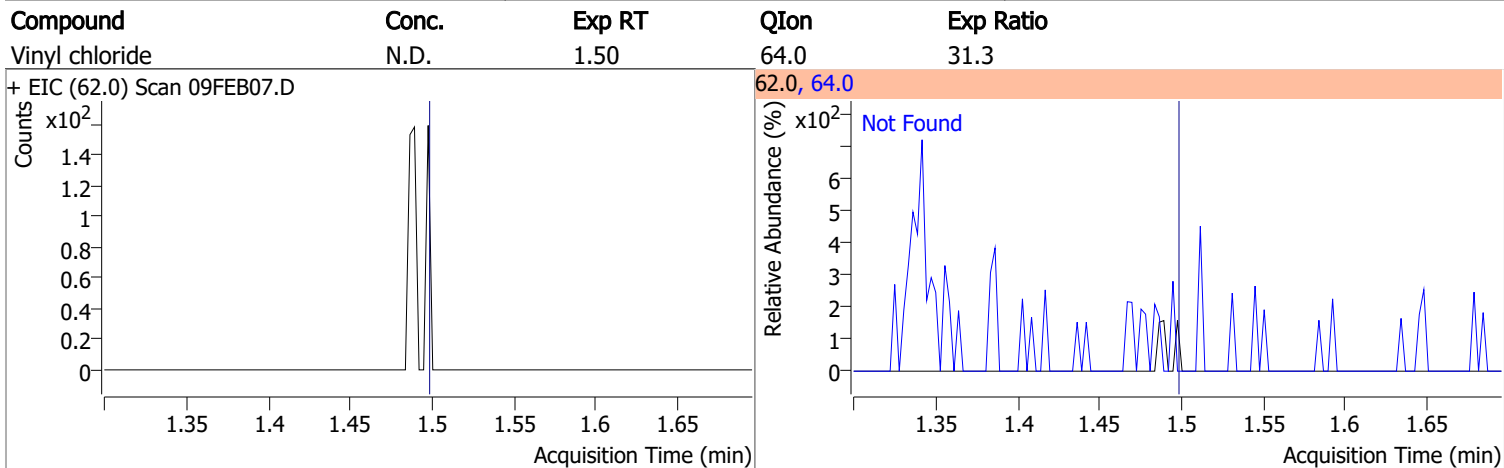 Compound Conc. Exp RT QIon Exp Ratio
Vinyl chloride N.D. 1.50 64.0 31.3
+ EIC (62.0) Scan 09FEB07.D
Counts
x10²
1.4
1.2
1
0.8
0.6
0.4
0.2
0
1.35 1.4 1.45 1.5 1.55 1.6 1.65
Acquisition Time (min)
62.0, 64.0
Relative Abundance (%)
x10²
Not Found
6
5
4
3
2
1
0
1.35 1.4 1.45 1.5 1.55 1.6 1.65
Acquisition Time (min)